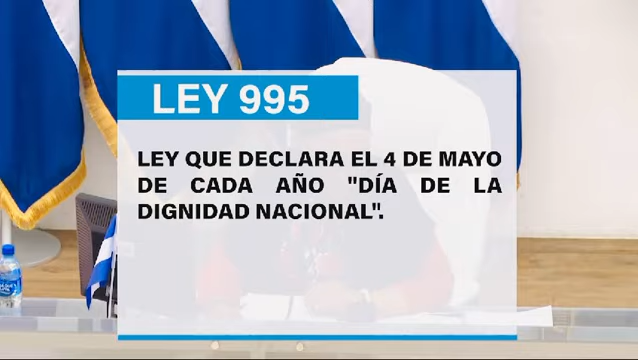 LEY 995
LEY QUE DECLARA EL 4 DE MAYO
DE CADA AÑO "DÍA DE LA
DIGNIDAD NACIONAL".